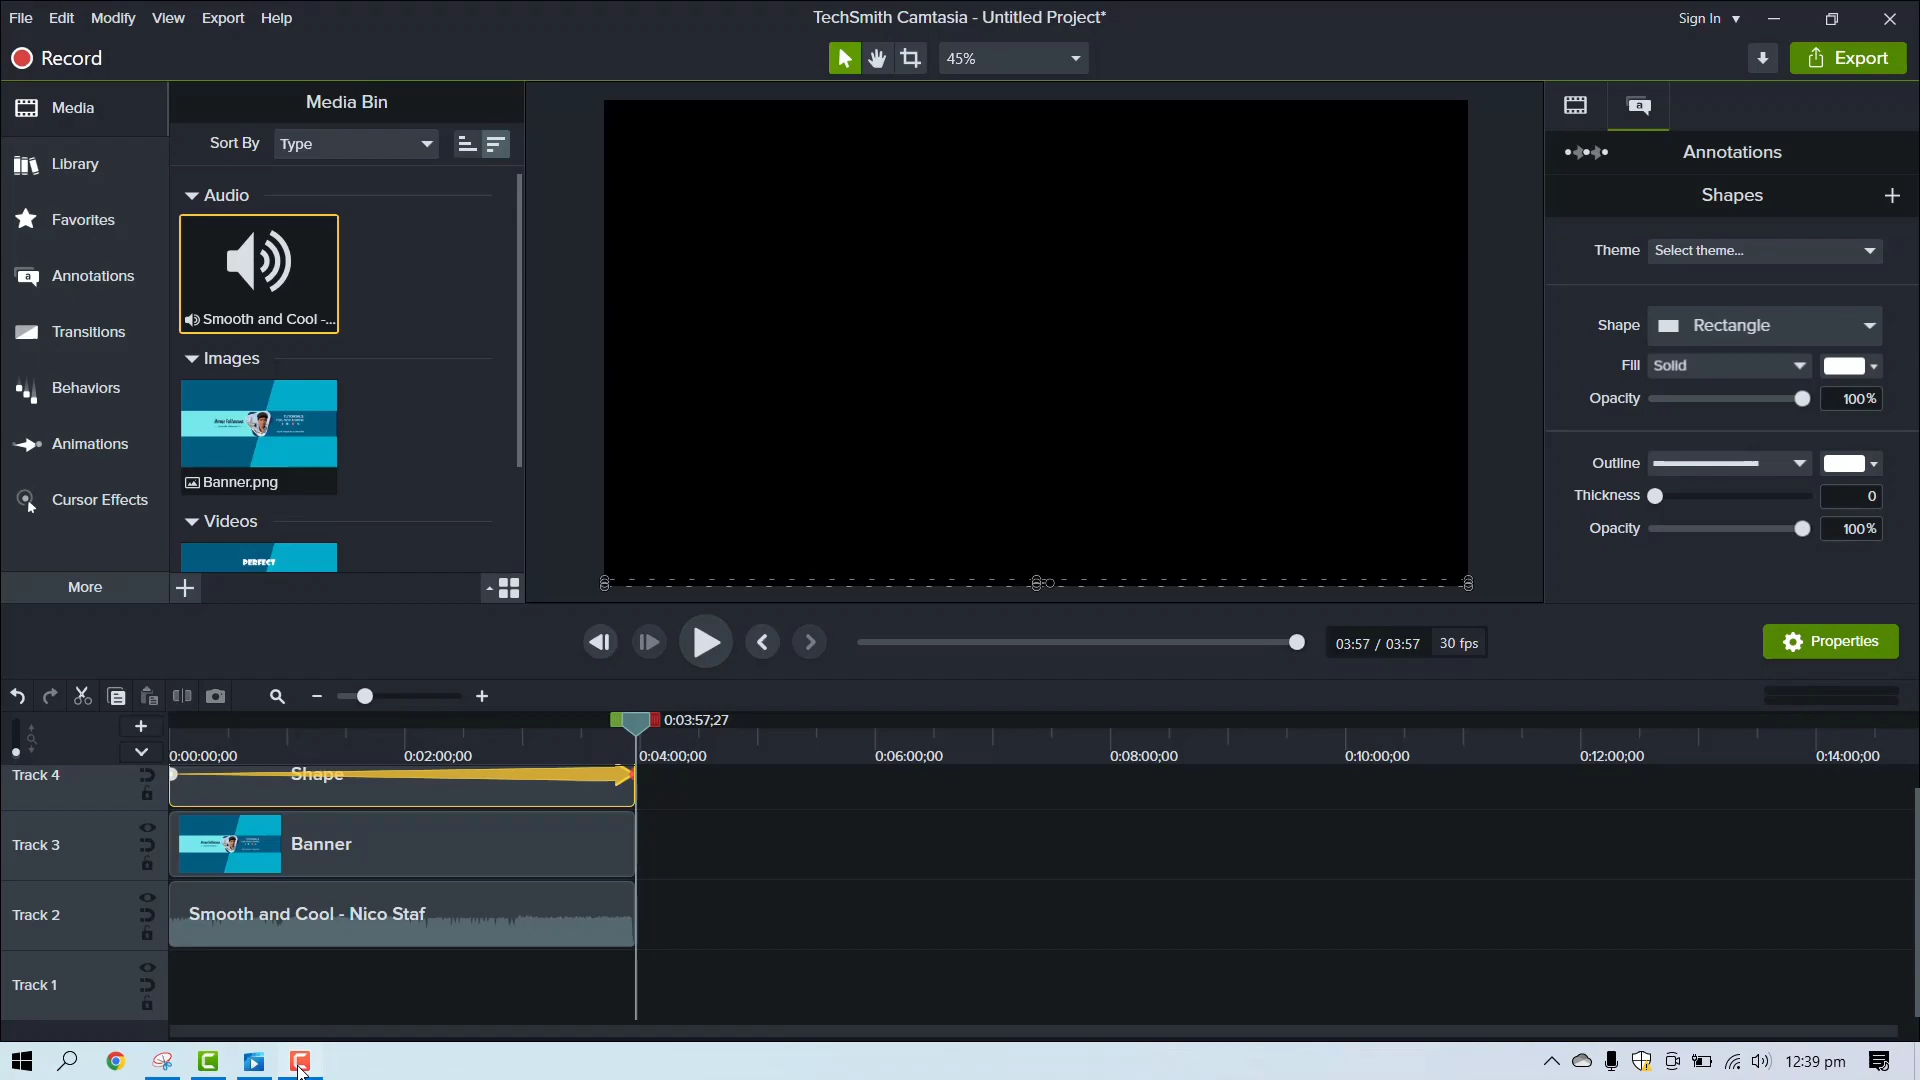 File Edit Modify View Export Help
TechSmith Camtasia - Untitled Project*
Sign In
Record
45%
Export
Media
Library
Favorites
Annotations
Transitions
Behaviors
Animations
Cursor Effects
More
Media Bin
Sort By Type
Audio
Smooth and Cool -...
Images
Banner.png
Videos
PERFECT
Annotations
Shapes
Theme Select theme...
Shape Rectangle
Fill Solid
Opacity 100%
Outline
Thickness 0
Opacity 100%
03:57 / 03:57 30 fps
Properties
0:03:57;27
0:00:00;00 0:02:00;00 0:04:00;00 0:06:00;00 0:08:00;00 0:10:00;00 0:12:00;00 0:14:00;00
Track 4 Shape
Track 3 Banner
Track 2 Smooth and Cool - Nico Staf
Track 1
12:39 pm